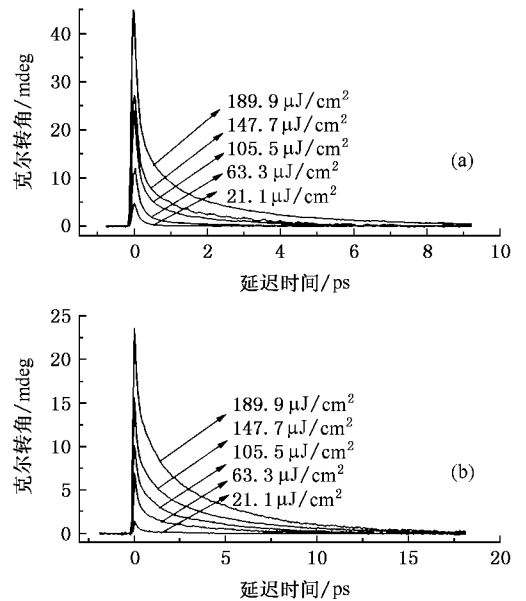 克尔转角/mdeg
45
40
30
20
10
0
189.9 μJ/cm²
147.7 μJ/cm²
105.5 μJ/cm²
63.3 μJ/cm²
21.1 μJ/cm²
(a)
0 2 4 6 8 10
延迟时间/ps
克尔转角/mdeg
25
20
15
10
5
0
189.9 μJ/cm²
147.7 μJ/cm²
105.5 μJ/cm²
63.3 μJ/cm²
21.1 μJ/cm²
(b)
0 5 10 15 20
延迟时间/ps